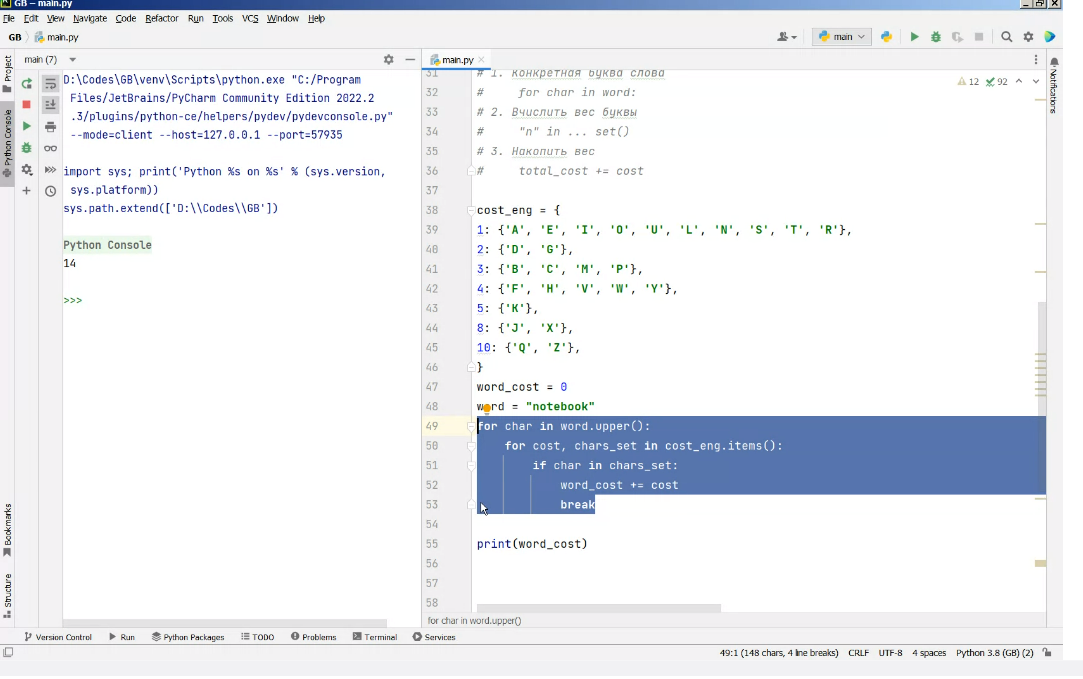 GB – main.py
File Edit View Navigate Code Refactor Run Tools VCS Window Help
GB main.py
main
main (7)
main.py
Project
Python Console
Bookmarks
Structure
Notifications
D:\Codes\GB\venv\Scripts\python.exe "C:/Program
Files/JetBrains/PyCharm Community Edition 2022.2
.3/plugins/python-ce/helpers/pydev/pydevconsole.py"
--mode=client --host=127.0.0.1 --port=57935
import sys; print('Python %s on %s' % (sys.version,
sys.platform))
sys.path.extend(['D:\\Codes\\GB'])
Python Console
14
>>>
12 92
31 # 1. Конкретная буква слова
32 # for char in word:
33 # 2. Вчислить вес буквы
34 # "n" in ... set()
35 # 3. Накопить вес
36 # total_cost += cost
37
38 cost_eng = {
39 1: {'A', 'E', 'I', 'O', 'U', 'L', 'N', 'S', 'T', 'R'},
40 2: {'D', 'G'},
41 3: {'B', 'C', 'M', 'P'},
42 4: {'F', 'H', 'V', 'W', 'Y'},
43 5: {'K'},
44 8: {'J', 'X'},
45 10: {'Q', 'Z'},
46 }
47 word_cost = 0
48 word = "notebook"
49 for char in word.upper():
50 for cost, chars_set in cost_eng.items():
51 if char in chars_set:
52 word_cost += cost
53 break
54
55 print(word_cost)
56
57
58
for char in word.upper()
Version Control Run Python Packages TODO Problems Terminal Services
49:1 (148 chars, 4 line breaks) CRLF UTF-8 4 spaces Python 3.8 (GB) (2)